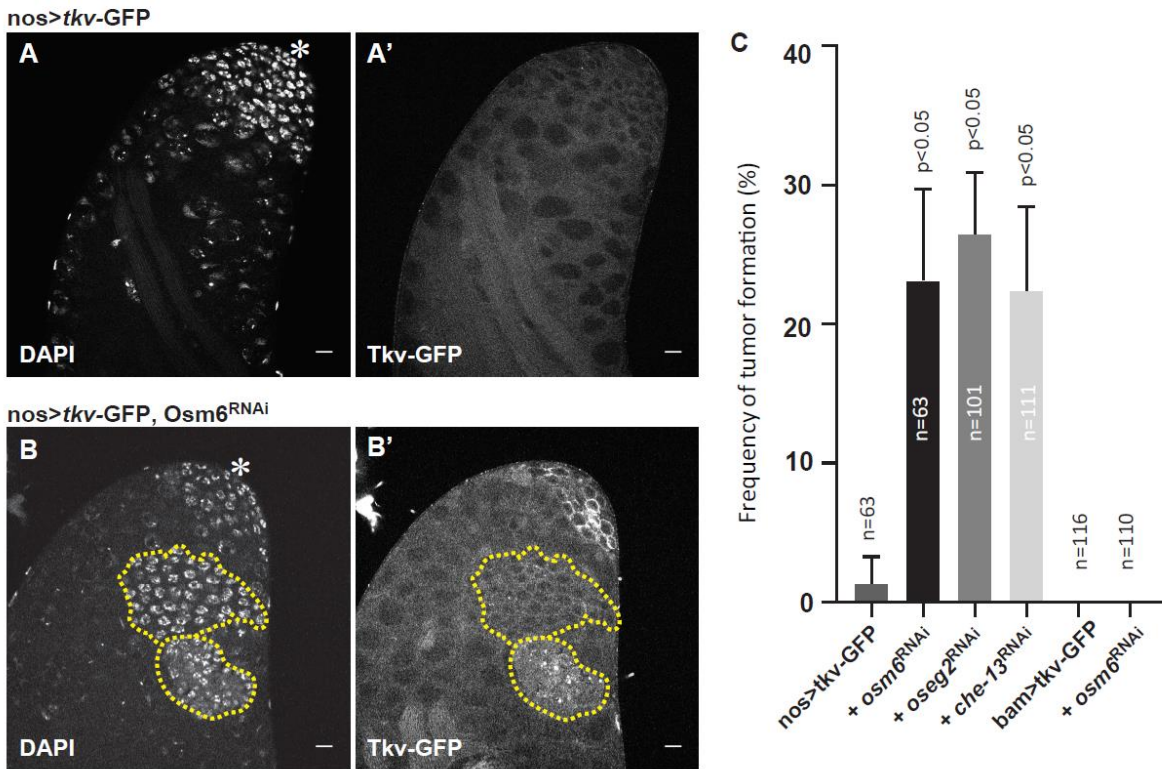 nos>tkv-GFP
A
*
DAPI
A'
Tkv-GFP
nos>tkv-GFP, Osm6RNAi
B
*
DAPI
B'
Tkv-GFP
C
Frequency of tumor formation (%)
40
30
20
10
0
n=63
p<0.05
n=63
p<0.05
n=101
p<0.05
n=111
n=116
n=110
nos>tkv-GFP
+ osm6RNAi
+ oseg2RNAi
+ che-13RNAi
bam>tkv-GFP
+ osm6RNAi